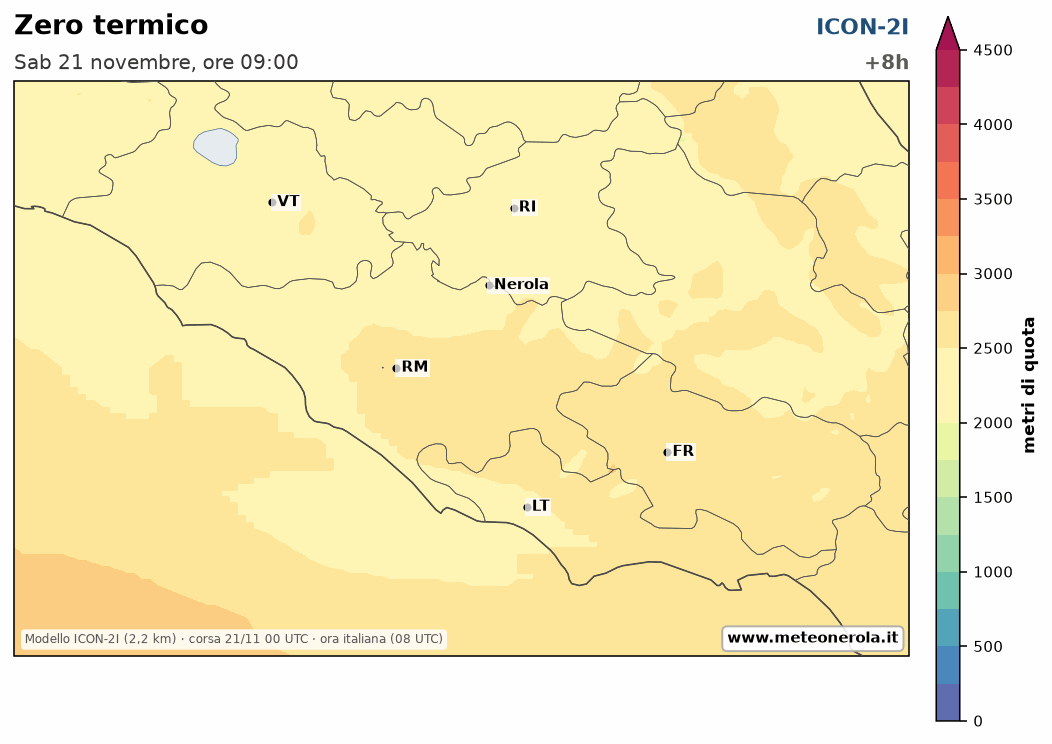 Zero termico
ICON-2I
Sab 21 novembre, ore 09:00
+8h
4500
4000
3500
3000
2500
2000
1500
1000
500
0
metri di quota
VT
RI
Nerola
RM
FR
LT
Modello ICON-2I (2,2 km) · corsa 21/11 00 UTC · ora italiana (08 UTC)
www.meteonerola.it